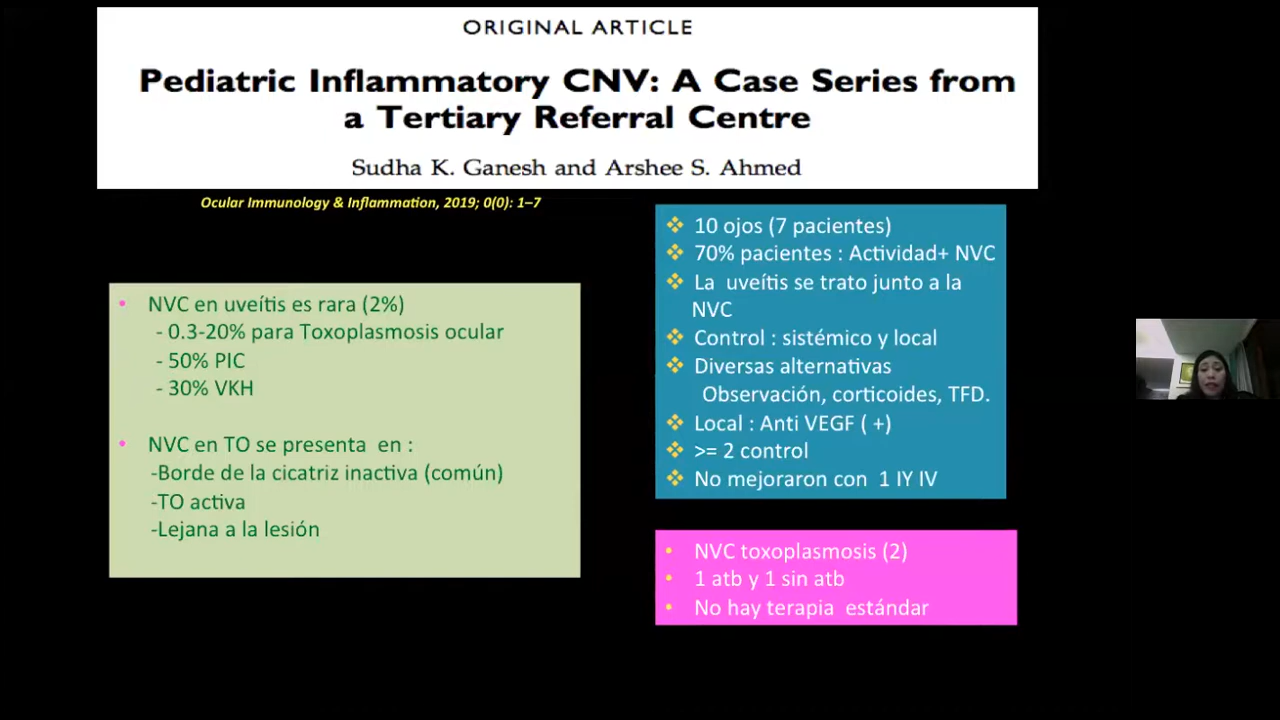 ORIGINAL ARTICLE
Pediatric Inflammatory CNV: A Case Series from
a Tertiary Referral Centre
Sudha K. Ganesh and Arshee S. Ahmed
Ocular Immunology & Inflammation, 2019; 0(0): 1–7
• NVC en uveítis es rara (2%)
- 0.3-20% para Toxoplasmosis ocular
- 50% PIC
- 30% VKH
• NVC en TO se presenta en :
-Borde de la cicatriz inactiva (común)
-TO activa
-Lejana a la lesión
❖ 10 ojos (7 pacientes)
❖ 70% pacientes : Actividad+ NVC
❖ La uveítis se trato junto a la
NVC
❖ Control : sistémico y local
❖ Diversas alternativas
Observación, corticoides, TFD.
❖ Local : Anti VEGF ( +)
❖ >= 2 control
❖ No mejoraron con 1 IY IV
• NVC toxoplasmosis (2)
• 1 atb y 1 sin atb
• No hay terapia estándar